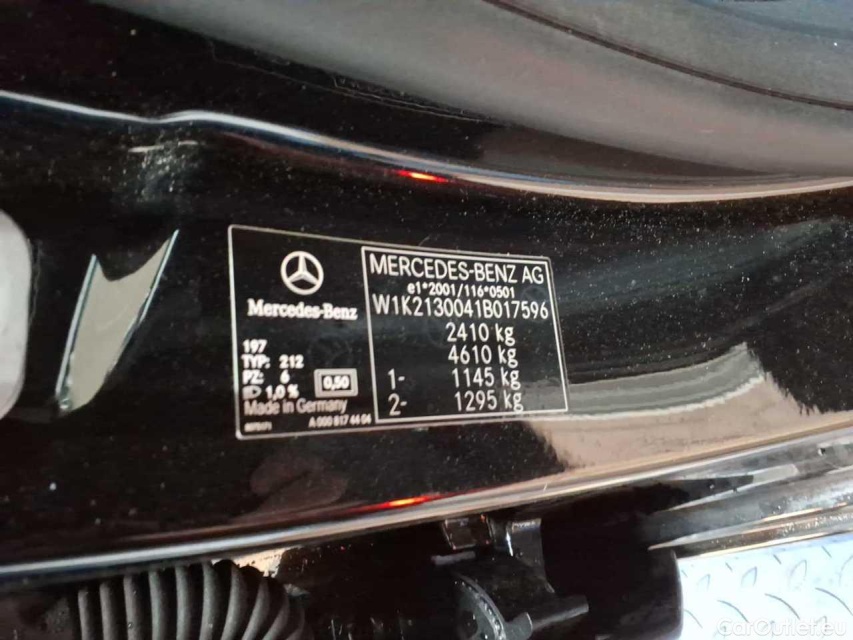 Mercedes-Benz
197
TYP: 212
PZ: 6
1,0 %
0,50
Made in Germany
A 000 817 44 04
MERCEDES-BENZ AG
e1*2001/116*0501
W1K2130041B017596
2410 kg
4610 kg
1- 1145 kg
2- 1295 kg
CarOutlet.eu